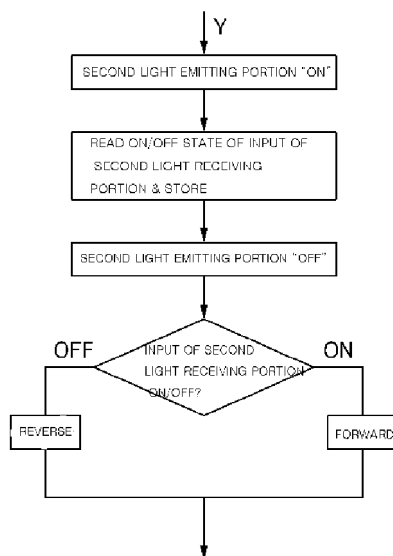 Y
SECOND LIGHT EMITTING PORTION "ON"
READ ON/OFF STATE OF INPUT OF
SECOND LIGHT RECEIVING
PORTION & STORE
SECOND LIGHT EMITTING PORTION "OFF"
OFF
INPUT OF SECOND
LIGHT RECEIVING PORTION
ON/OFF?
ON
REVERSE
FORWARD